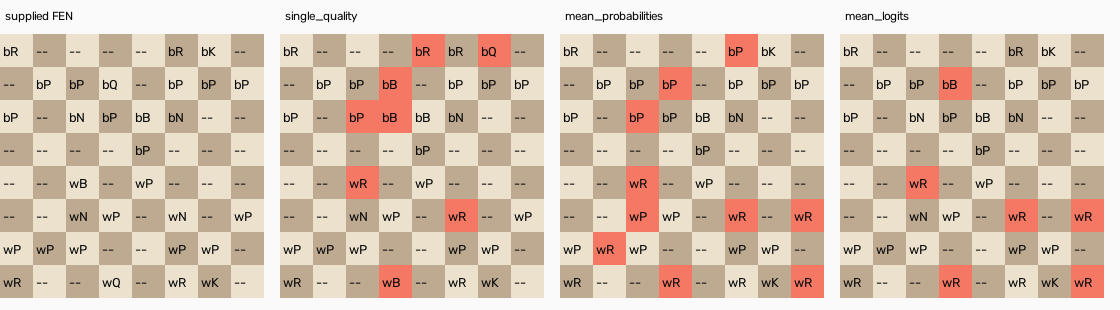 supplied FEN single_quality mean_probabilities mean_logits
bR -- -- -- -- bR bK -- bR -- -- -- bR bR bQ -- bR -- -- -- -- bP bK -- bR -- -- -- -- bR bK --
-- bP bP bQ -- bP bP bP -- bP bP bB -- bP bP bP -- bP bP bP -- bP bP bP -- bP bP bB -- bP bP bP
bP -- bN bP bB bN -- -- bP -- bP bB bB bN -- -- bP -- bP bP bB bN -- -- bP -- bN bP bB bN -- --
-- -- -- -- bP -- -- -- -- -- -- -- bP -- -- -- -- -- -- -- bP -- -- -- -- -- -- -- bP -- -- --
-- -- wB -- wP -- -- -- -- -- wR -- wP -- -- -- -- -- wR -- wP -- -- -- -- -- wR -- wP -- -- --
-- -- wN wP -- wN -- wP -- -- wN wP -- wR -- wP -- -- wP wP -- wR -- wR -- -- wN wP -- wR -- wR
wP wP wP -- -- wP wP -- wP wP wP -- -- wP wP -- wP wR wP -- -- wP wP -- wP wP wP -- -- wP wP --
wR -- -- wQ -- wR wK -- wR -- -- wB -- wR wK -- wR -- -- wR -- wR wK wR wR -- -- wR -- wR wK wR